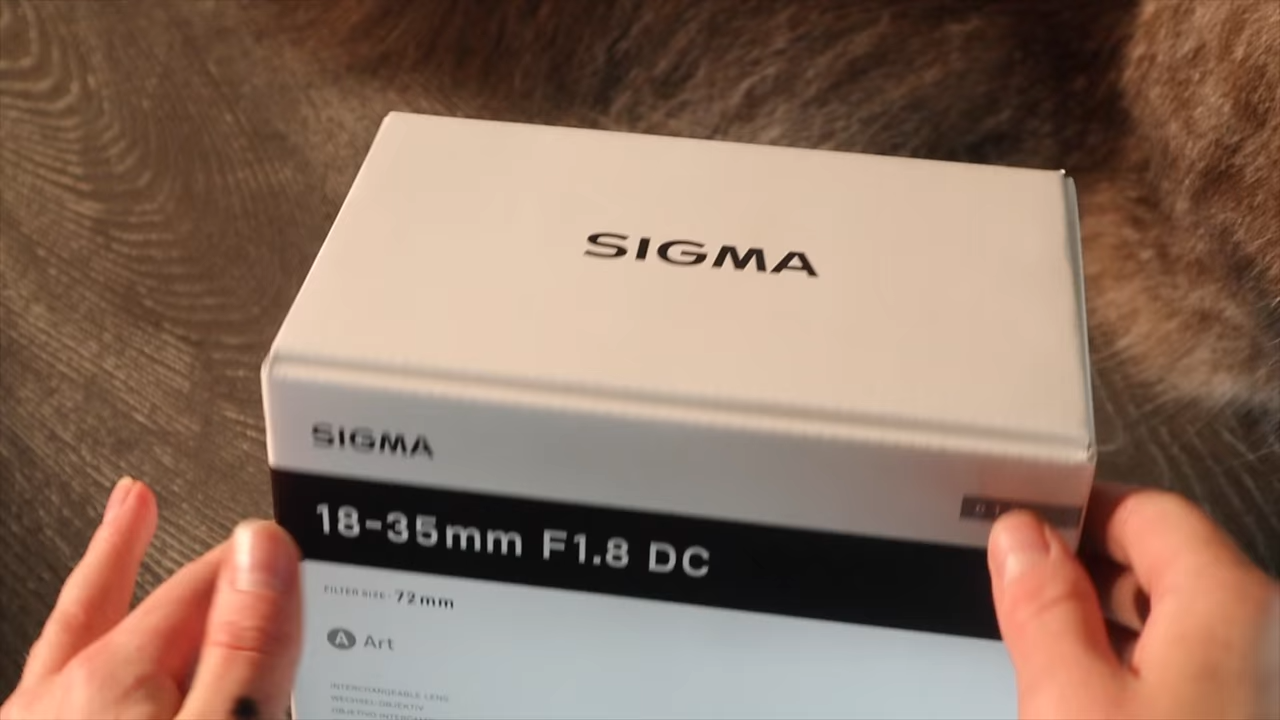 SIGMA
SIGMA
18-35mm F1.8 DC
FILTER SIZE: 72mm
A Art
INTERCHANGEABLE LENS
WECHSEL OBJEKTIV